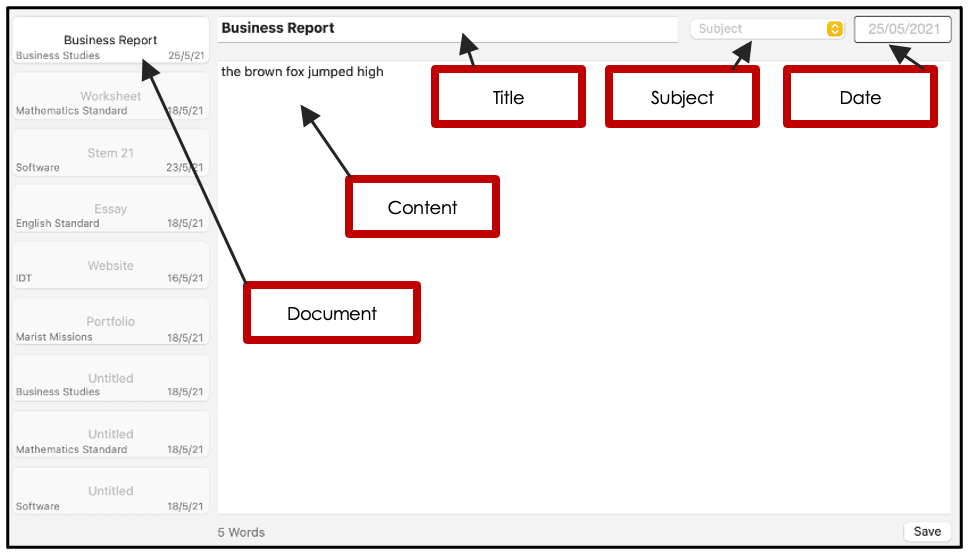 Business Report
Business Studies 25/5/21
Worksheet
Mathematics Standard 18/5/21
Stem 21
Software 23/5/21
Essay
English Standard 18/5/21
Website
IDT 16/5/21
Portfolio
Marist Missions 18/5/21
Untitled
Business Studies 18/5/21
Untitled
Mathematics Standard 18/5/21
Untitled
Software 18/5/21
Business Report Subject 25/05/2021
the brown fox jumped high
Title Subject Date
Content
Document
5 Words Save